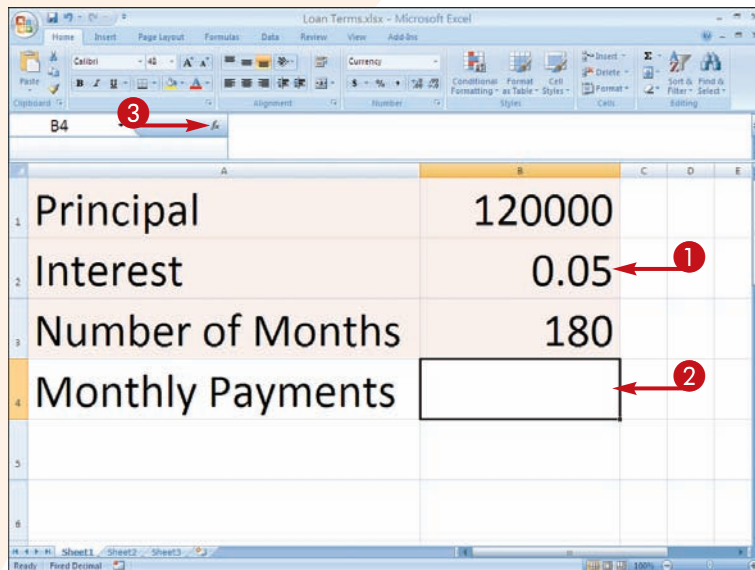 Loan Terms.xlsx - Microsoft Excel
Home Insert Page Layout Formulas Data Review View Add-Ins
Paste
Calibri 48 A A
B I U A
Currency
$ % ,
Conditional Formatting as Table Cell Styles
Format
Insert
Delete
Format
Σ
Sort & Filter Find & Select
Clipboard Alignment Number Styles Cells Editing
B4 3 fx
A B C D E
1 Principal 120000
2 Interest 0.05 1
3 Number of Months 180
4 Monthly Payments 2
5
6
Sheet1 Sheet2 Sheet3
Ready Fixed Decimal 100%